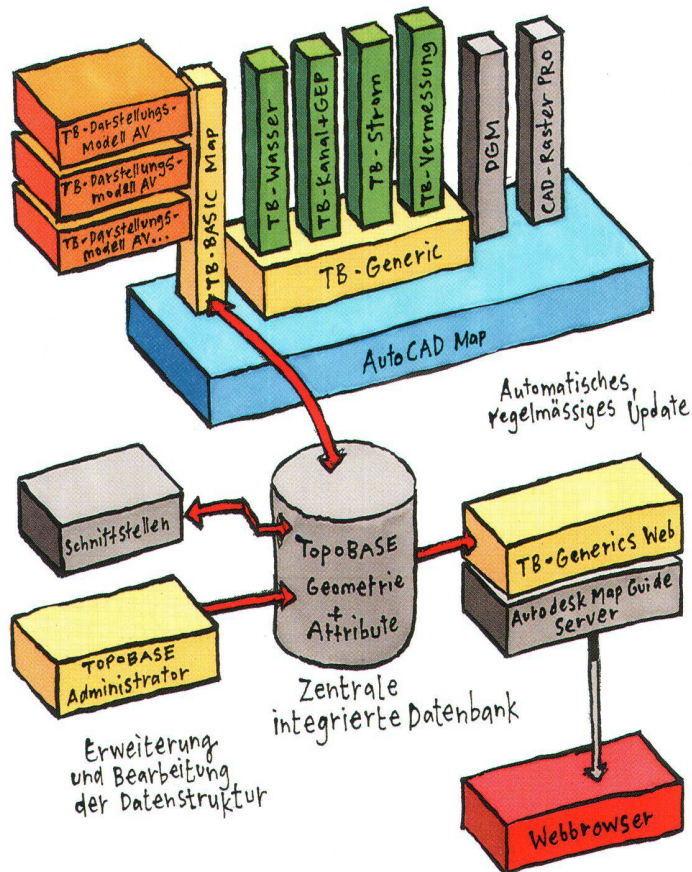 TB-Darstellungs-
Modell AV
TB-Darstellungs-
modell AV
TB-Darstellungs-
modell AV...
TB-BASIC Map
TB-Wasser
TB-Kanal+GEP
TB-Strom
TB-Vermessung
DGM
CAD-Raster PRO
TB-Generic
AutoCAD Map
Automatisches,
regelmässiges Update
Schnittstellen
TOPOBASE
Administrator
TOPOBASE
Geometrie
+
Attribute
TB-Generics Web
Autodesk Map Guide
Server
Zentrale
integrierte Datenbank
Erweiterung
und Bearbeitung
der Datenstruktur
Webbrowser